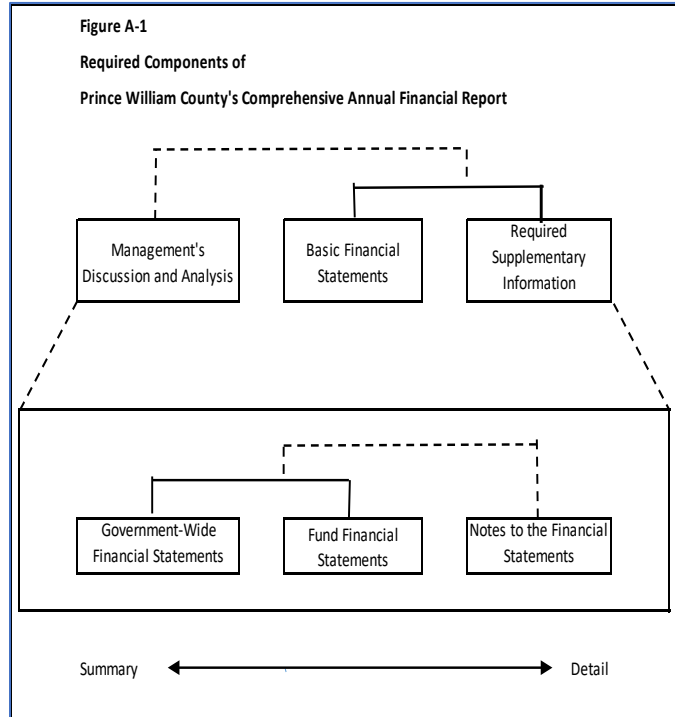 Figure A-1
Required Components of
Prince William County's Comprehensive Annual Financial Report
Management's
Discussion and Analysis
Basic Financial
Statements
Required
Supplementary
Information
Government-Wide
Financial Statements
Fund Financial
Statements
Notes to the Financial
Statements
Summary
Detail